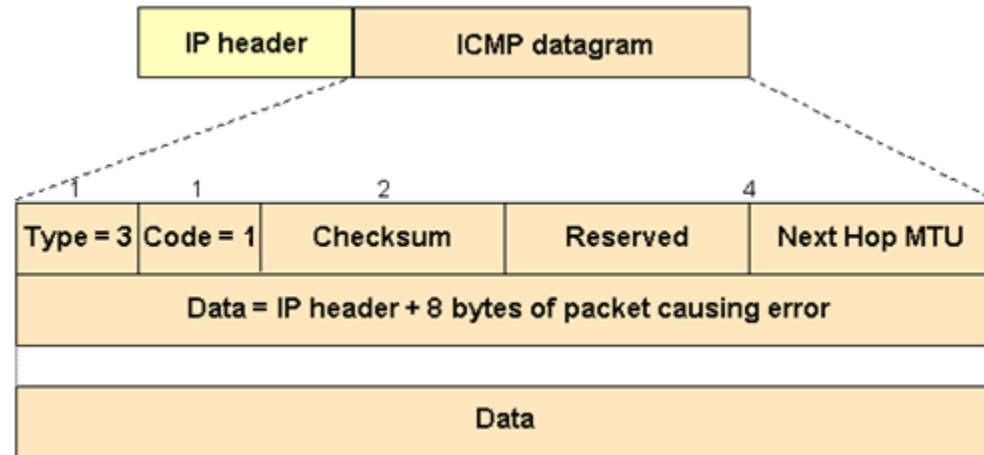 IP header ICMP datagram
1 1 2 4
Type = 3 Code = 1 Checksum Reserved Next Hop MTU
Data = IP header + 8 bytes of packet causing error
Data